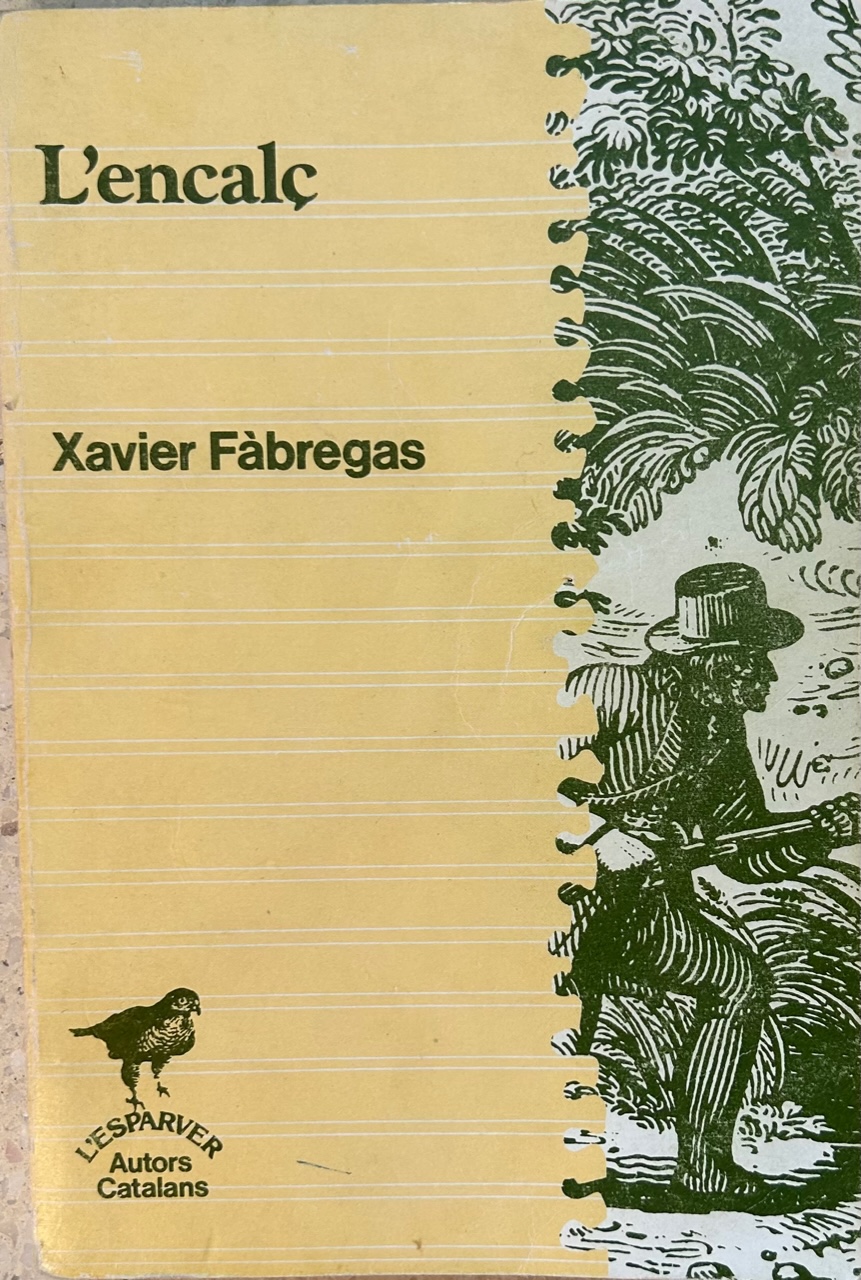 L'encalç
Xavier Fàbregas
L'ESPARVER
Autors
Catalans